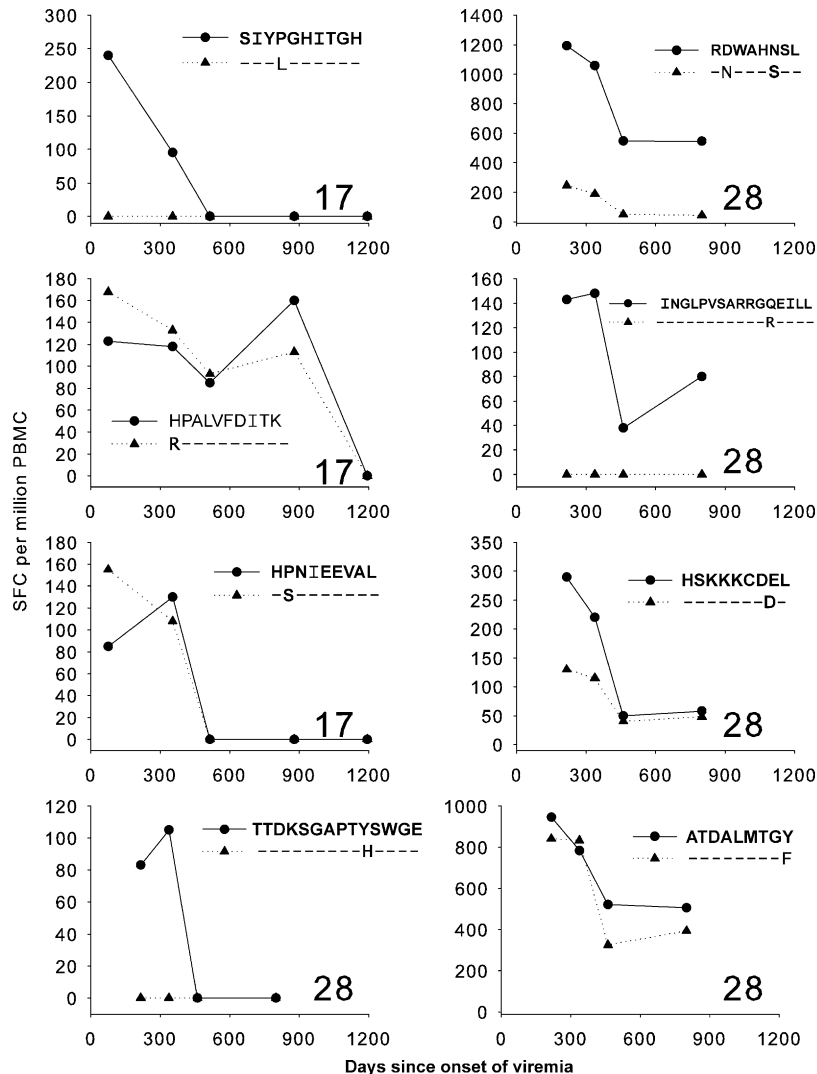 SFC per million PBMC
300
250
200
150
100
50
0
SIYPGHITGH
---L------
17
0 300 600 900 1200
1400
1200
1000
800
600
400
200
0
RDWAHNSL
-N---S--
28
0 300 600 900 1200
180
160
140
120
100
80
60
40
20
0
HPALVFDITK
R---------
17
0 300 600 900 1200
160
140
120
100
80
60
40
20
0
INGLPVSARRGQEILL
-----------R----
28
0 300 600 900 1200
180
160
140
120
100
80
60
40
20
0
HPNIEEVAL
-S-------
17
0 300 600 900 1200
350
300
250
200
150
100
50
0
HSKKKCDEL
-------D-
28
0 300 600 900 1200
120
100
80
60
40
20
0
TTDKSGAPTYSWGE
---------H----
28
0 300 600 900 1200
1000
800
600
400
200
0
ATDALMTGY
--------F
28
0 300 600 900 1200
Days since onset of viremia